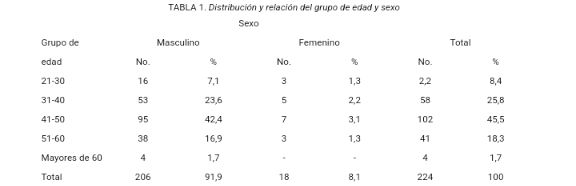 TABLA 1. Distribución y relación del grupo de edad y sexo
Sexo
Grupo de Masculino Femenino Total
edad No. % No. % No. %
21-30 16 7,1 3 1,3 2,2 8,4
31-40 53 23,6 5 2,2 58 25,8
41-50 95 42,4 7 3,1 102 45,5
51-60 38 16,9 3 1,3 41 18,3
Mayores de 60 4 1,7 - - 4 1,7
Total 206 91,9 18 8,1 224 100